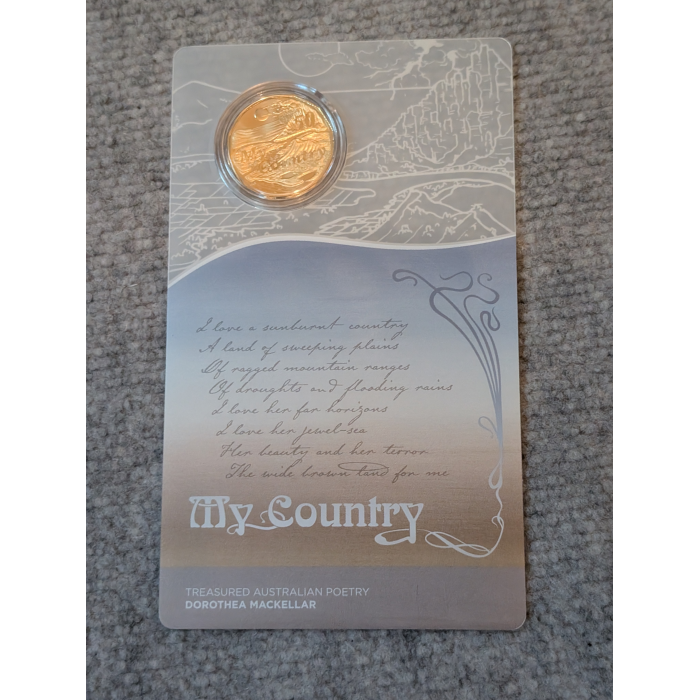 My
Country
I love a sunburnt country
A land of sweeping plains
Of ragged mountain ranges
Of droughts and flooding rains
I love her far horizons
I love her jewel-sea
Her beauty and her terror
The wide brown land for me
My Country
TREASURED AUSTRALIAN POETRY
DOROTHEA MACKELLAR